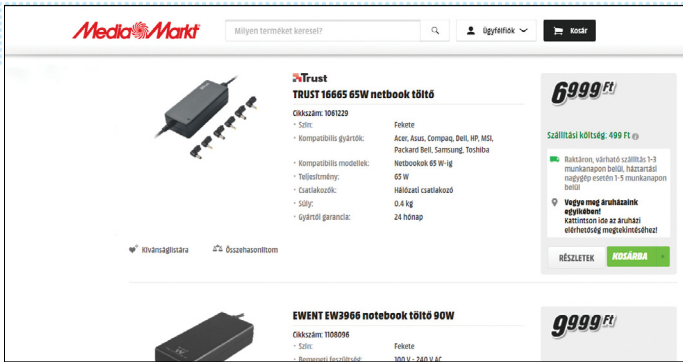 MediaMarkt
Milyen terméket keresel?
Ügyfélfiók
Kosár
Trust
TRUST 16665 65W netbook töltő
Cikkszám: 1061229
Szín: Fekete
Kompatibilis gyártók: Acer, Asus, Compaq, Dell, HP, MSI,
Packard Bell, Samsung, Toshiba
Kompatibilis modellek: Netbookok 65 W-ig
Teljesítmény: 65 W
Csatlakozók: Hálózati csatlakozó
Súly: 0.4 kg
Gyártói garancia: 24 hónap
Kívánságlistára
Összehasonlítom
6999 Ft
Szállítási költség: 499 Ft
Raktáron, várható szállítás 1-3
munkanapon belül, háztartási
nagygép esetén 1-5 munkanapon
belül
Vegye meg áruházaink
egyikében!
Kattintson ide az áruházi
elérhetőség megtekintéséhez!
RÉSZLETEK
KOSÁRBA
EWENT EW3966 notebook töltő 90W
Cikkszám: 1108096
Szín: Fekete
Bemeneti feszültség: 100 V - 240 V AC
9999 Ft